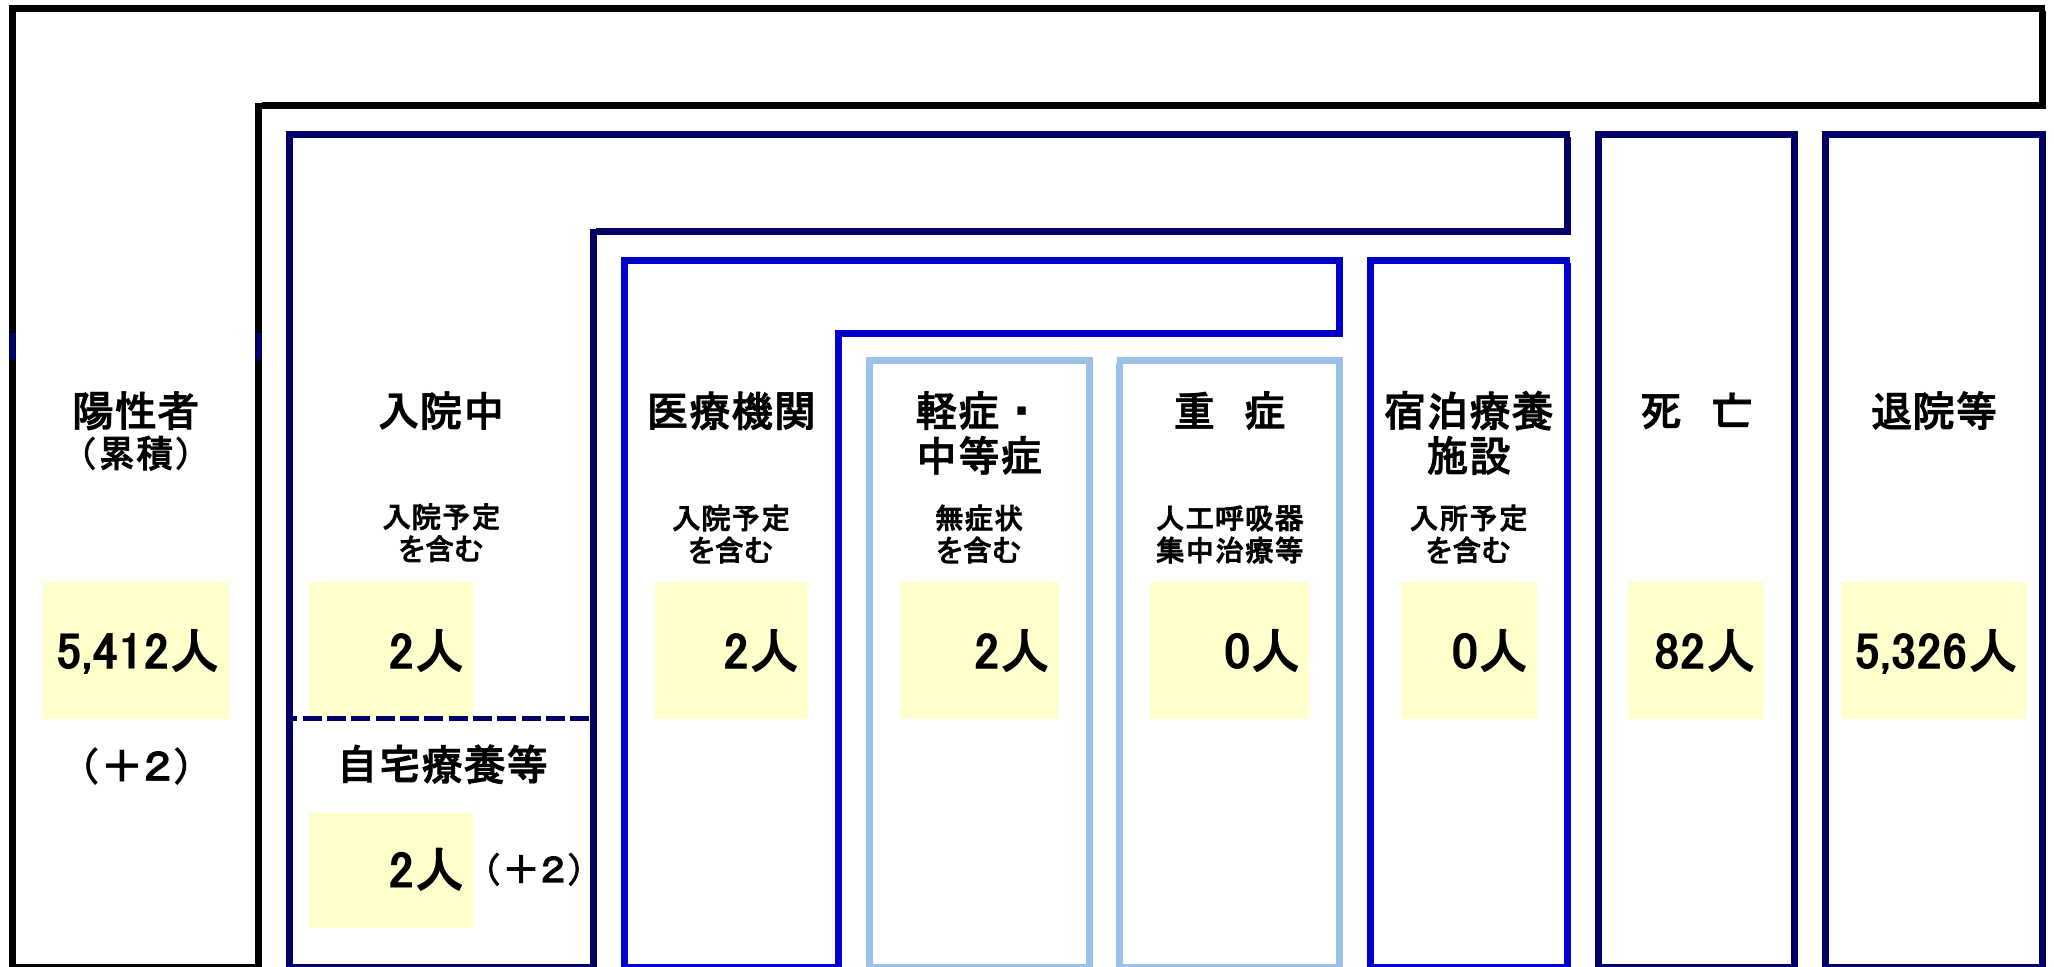 陽性者
（累積）
5,412人
（＋2）
入院中
入院予定
を含む
2人
自宅療養等
2人（＋2）
医療機関
入院予定
を含む
2人
軽症・
中等症
無症状
を含む
2人
重　症
人工呼吸器
集中治療等
0人
宿泊療養
施設
入所予定
を含む
0人
死　亡
82人
退院等
5,326人